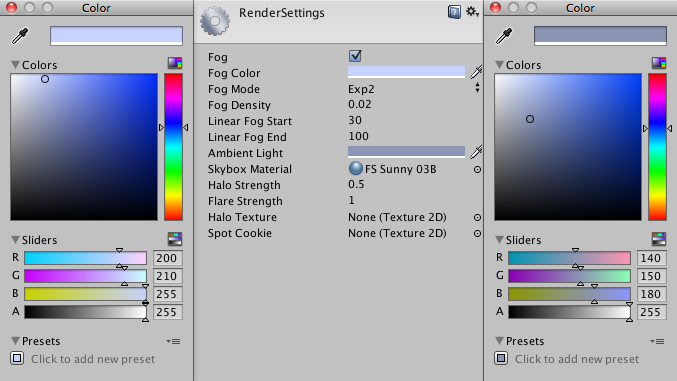 Color
Colors
Sliders
R 200
G 210
B 255
A 255
Presets
Click to add new preset
RenderSettings
Fog
Fog Color
Fog Mode Exp2
Fog Density 0.02
Linear Fog Start 30
Linear Fog End 100
Ambient Light
Skybox Material FS Sunny 03B
Halo Strength 0.5
Flare Strength 1
Halo Texture None (Texture 2D)
Spot Cookie None (Texture 2D)
Color
Colors
Sliders
R 140
G 150
B 180
A 255
Presets
Click to add new preset